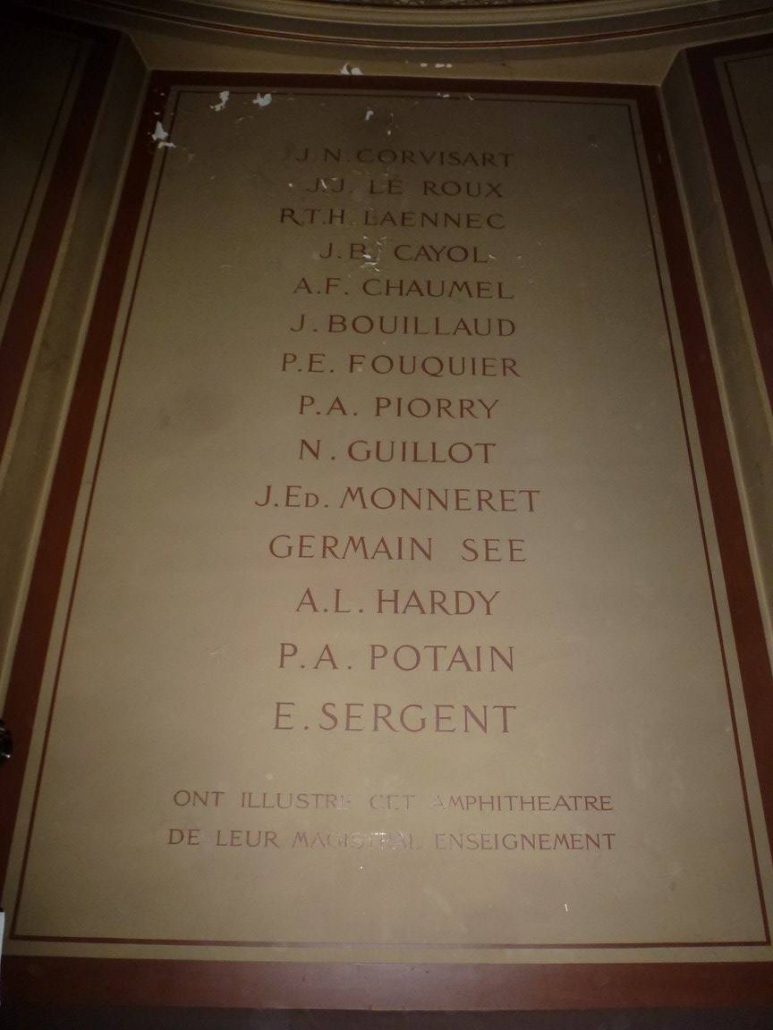 J.N. CORVISART
J.J. LE ROUX
R.T.H. LAENNEC
J.B. CAYOL
A.F. CHAUMEL
J. BOUILLAUD
P.E. FOUQUIER
P.A. PIORRY
N. GUILLOT
J.ED. MONNERET
GERMAIN SEE
A.L. HARDY
P.A. POTAIN
E. SERGENT
ONT ILLUSTRE CET AMPHITHEATRE
DE LEUR MAGISTRAL ENSEIGNEMENT